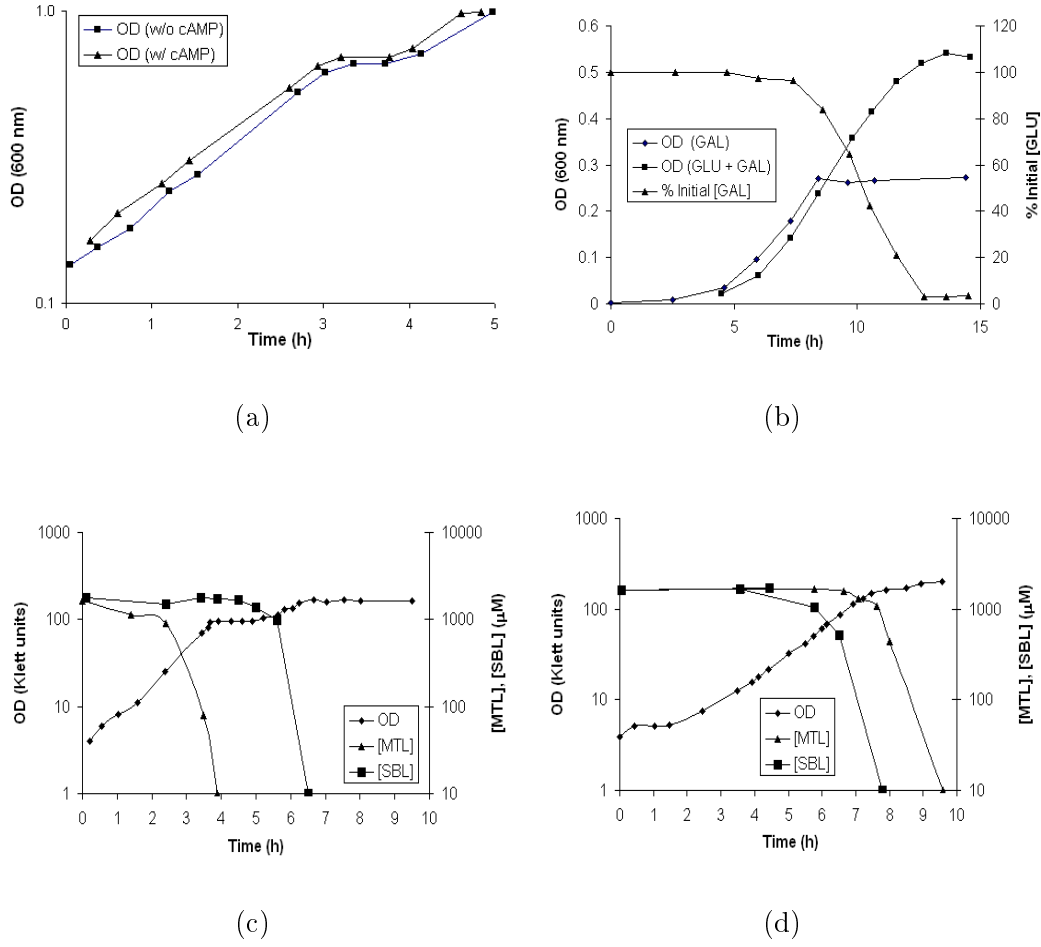 1.0
OD (w/o cAMP)
OD (w/ cAMP)
OD (600 nm)
0.1
0 1 2 3 4 5
Time (h)
(a)
0.6 120
0.5 100
0.4 80
0.3 60
0.2 40
0.1 20
0 0
OD (GAL)
OD (GLU + GAL)
% Initial [GAL]
OD (600 nm)
% Initial [GLU]
0 5 10 15
Time (h)
(b)
1000 10000
100 1000
10 100
1 10
OD (Klett units)
[MTL], [SBL] (µM)
OD
[MTL]
[SBL]
0 1 2 3 4 5 6 7 8 9 10
Time (h)
(c)
1000 10000
100 1000
10 100
1 10
OD (Klett units)
[MTL], [SBL] (µM)
OD
[MTL]
[SBL]
0 1 2 3 4 5 6 7 8 9 10
Time (h)
(d)